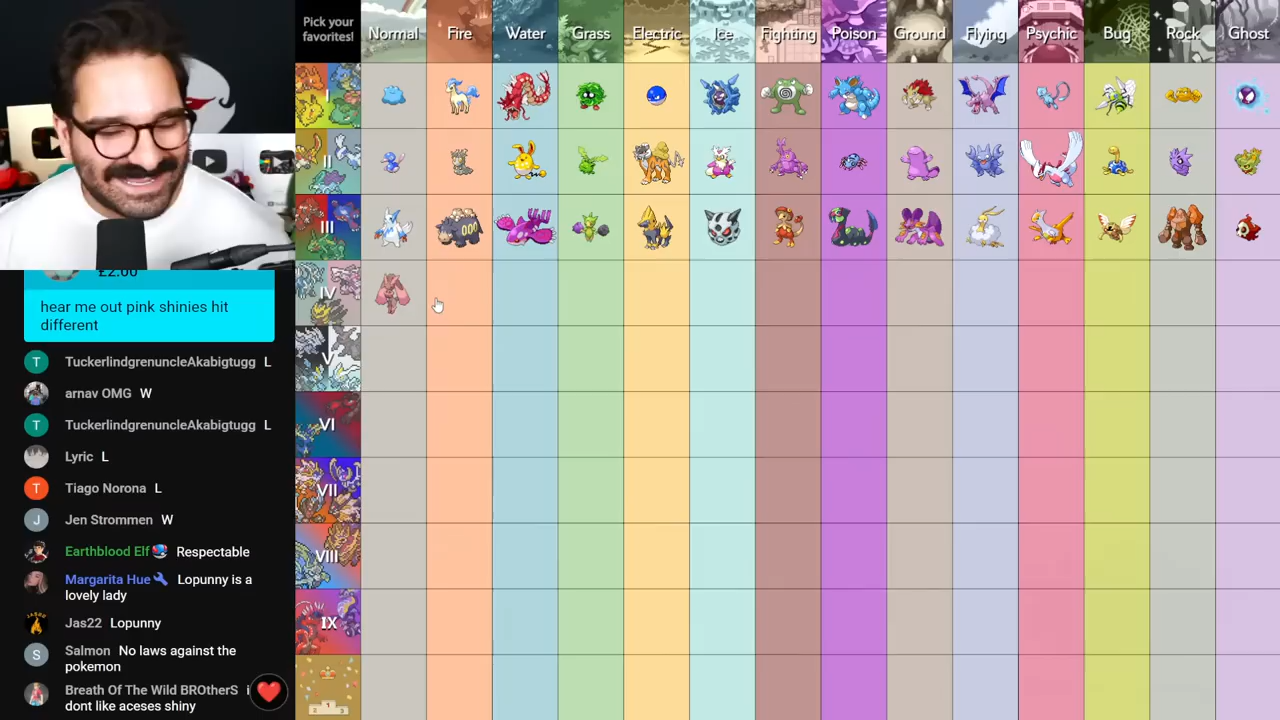 Pick your
favorites!
Normal
Fire
Water
Grass
Electric
Ice
Fighting
Poison
Ground
Flying
Psychic
Bug
Rock
Ghost
I
II
III
IV
V
VI
VII
VIII
IX
2 1 3
£2.00
hear me out pink shinies hit
different
T TuckerlindgrenuncleAkabigtugg L
arnav OMG W
T TuckerlindgrenuncleAkabigtugg L
Lyric L
T Tiago Norona L
J Jen Strommen W
Earthblood Elf Respectable
Margarita Hue Lopunny is a
lovely lady
Jas22 Lopunny
S Salmon No laws against the
pokemon
Breath Of The Wild BROtherS i
dont like aceses shiny